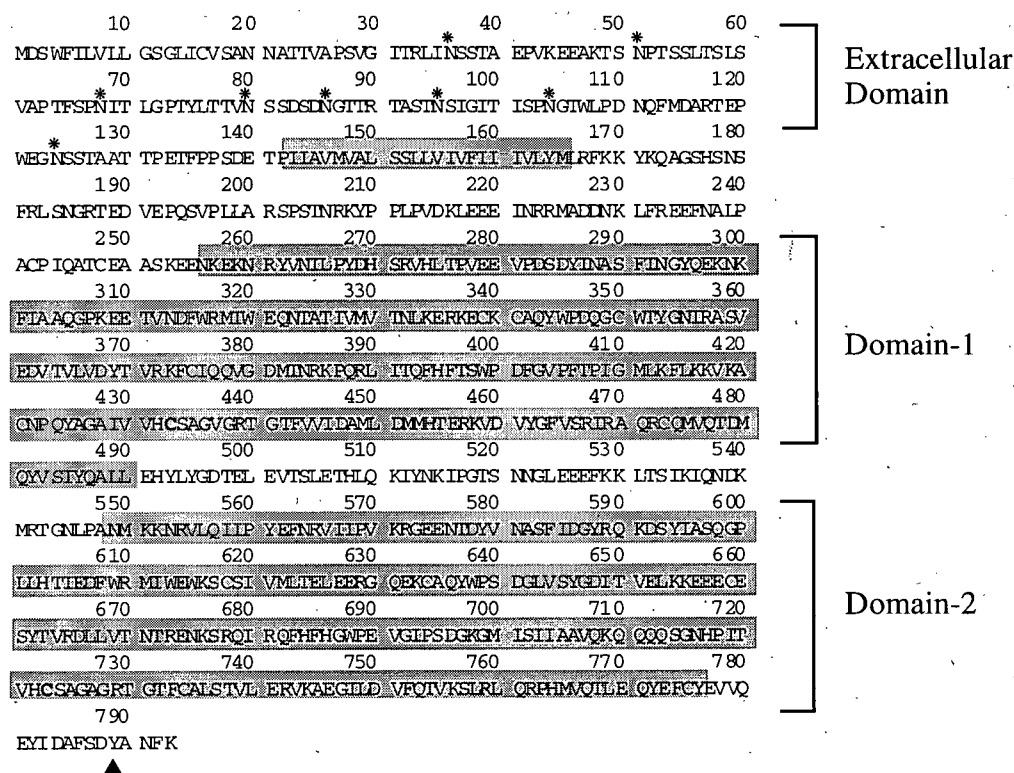 10 20 30 40 50 60
MDSWFILVLL GSGLICVSAN NATTVAPSVG ITRLINSSTA EPVKEEAKTS NPTSSLTSLS
70 80 90 100 110 120
VAPTFSPNIT LGPTYLTTVN SSDSDNGTTR TASTNSIGIT ISPNGTWLPD NQFMDARTEP
Extracellular
Domain
130 140 150 160 170 180
WEGNSSTAAT TPETFPPSDE TPIIAVMVAL SSLLVIVFII IVLYMLRFKK YKQAGSHSNS
190 200 210 220 230 240
FRLSNGRTED VEPQSVPLLA RSPSTNRKYP PLPVDKLEEE INRRMADDNK LFREEFNALP
250 260 270 280 290 300
ACPIQATCEA ASKEENKEKN RYVNILPYDH SRVHLTPVEE VPDSDYINAS FINGYQEKNK
310 320 330 340 350 360
FIAAQGPKEE TVNDFWRMIW EQNTATIVMV TNLKERKECK CAQYWPDQGC WTYGNIRASV
Domain-1
370 380 390 400 410 420
EDVTVLVDYT VRKFCIQQVG DMINRKPQRL ITQFHFTSWP DFGVPFTPIG MLKFLKKVKA
430 440 450 460 470 480
CNPQYAGAIV VHCSAGVGRT GTFVVIDAML DMMHTERKVD VYGFVSRIRA QRCQMVQTDM
490 500 510 520 530 540
QYVSTYQALL EHYLYGDTEL EVTSLETHLQ KIYNKIPGTS NNGLEEEFKK LTSIKIQNDK
550 560 570 580 590 600
MRTGNLPANM KKNRVLQIIP YEFNRVIIPV KRGEENTDYV NASFIDGYRQ KDSYIASQGP
610 620 630 640 650 660
LLHTIEDFWR MIWEWKSCSI VMLTELEERG QEKCAQYWPS DGLVSYGDIT VELKKEEECE
Domain-2
670 680 690 700 710 720
SYTVRDLLVT NTRENKSRQI RQFHFHGWPE VGIPSDGKGM ISIIAAVQKQ QQQSGNHPIT
730 740 750 760 770 780
VHCSAGAGRT GTFCALSTVL ERVKAEGILD VFQTVKSLRL QRPHMVQTLE QYEFCYEVVQ
790
EYIDAFSDYA NFK